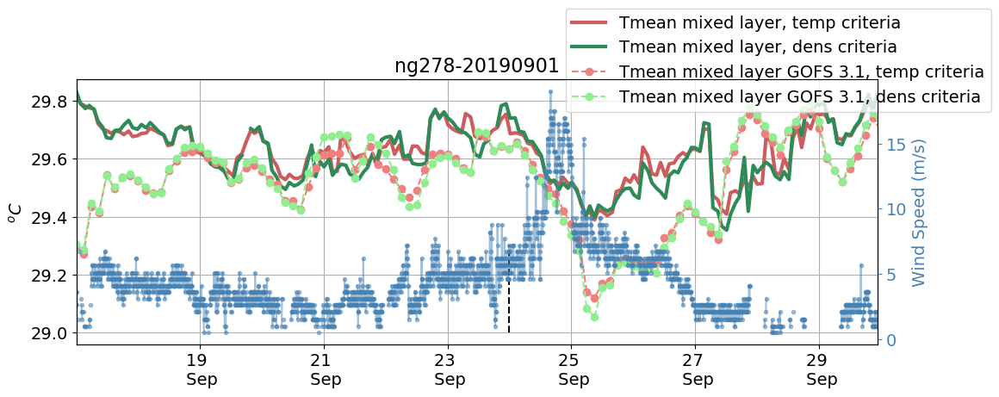 Tmean mixed layer, temp criteria
Tmean mixed layer, dens criteria
Tmean mixed layer GOFS 3.1, temp criteria
Tmean mixed layer GOFS 3.1, dens criteria
ng278-20190901
29.8
29.6
29.4
29.2
29.0
°C
15
10
5
0
Wind Speed (m/s)
19 21 23 25 27 29
Sep Sep Sep Sep Sep Sep